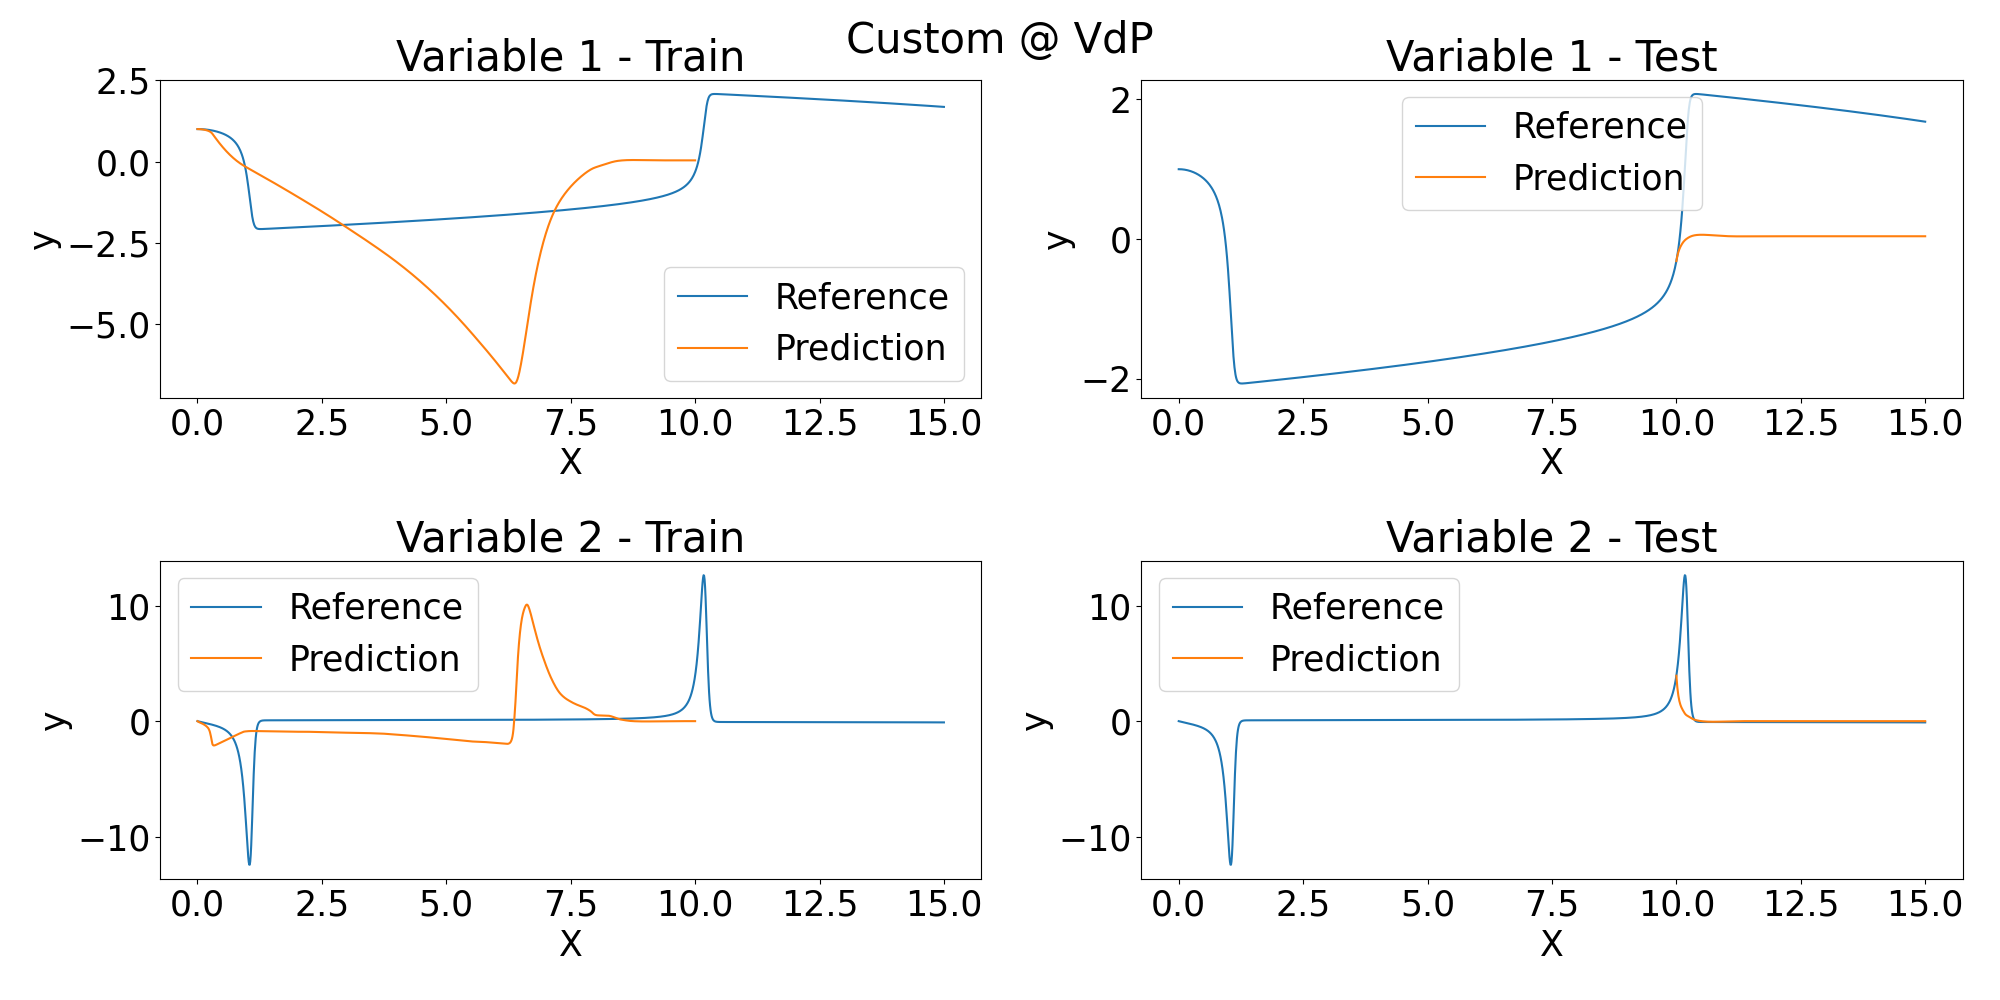 Custom @ VdP
Variable 1 - Train
2.5
0.0
−2.5
−5.0
y
Reference
Prediction
0.0 2.5 5.0 7.5 10.0 12.5 15.0
X
Variable 1 - Test
2
0
−2
y
Reference
Prediction
0.0 2.5 5.0 7.5 10.0 12.5 15.0
X
Variable 2 - Train
10
0
−10
y
Reference
Prediction
0.0 2.5 5.0 7.5 10.0 12.5 15.0
X
Variable 2 - Test
10
0
−10
y
Reference
Prediction
0.0 2.5 5.0 7.5 10.0 12.5 15.0
X